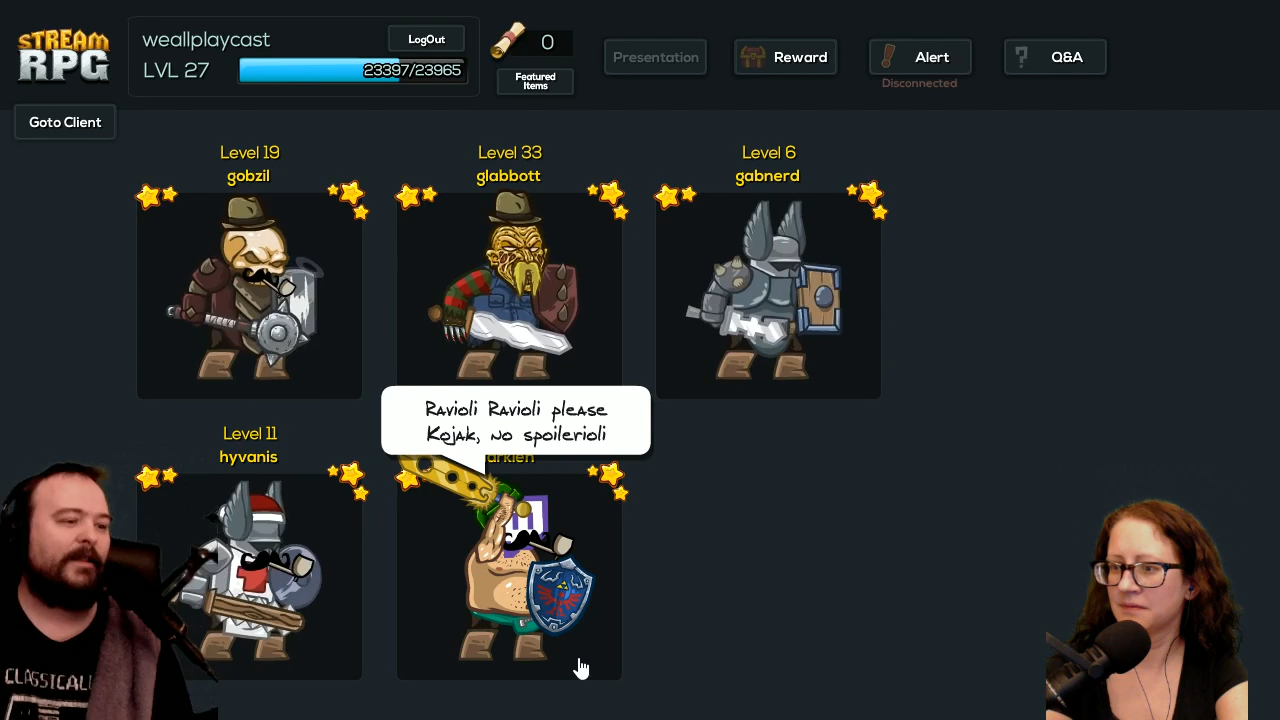 STREAM
RPG
weallplaycast
LogOut
LVL 27
23397/23965
0
Featured
Items
Presentation
Reward
Alert
Disconnected
Q&A
Goto Client
Level 19
gobzil
Level 33
glabbott
Level 6
gabnerd
Ravioli Ravioli please
Kojak, no spoilerioli
Level 11
hyvanis
CLASSICALL